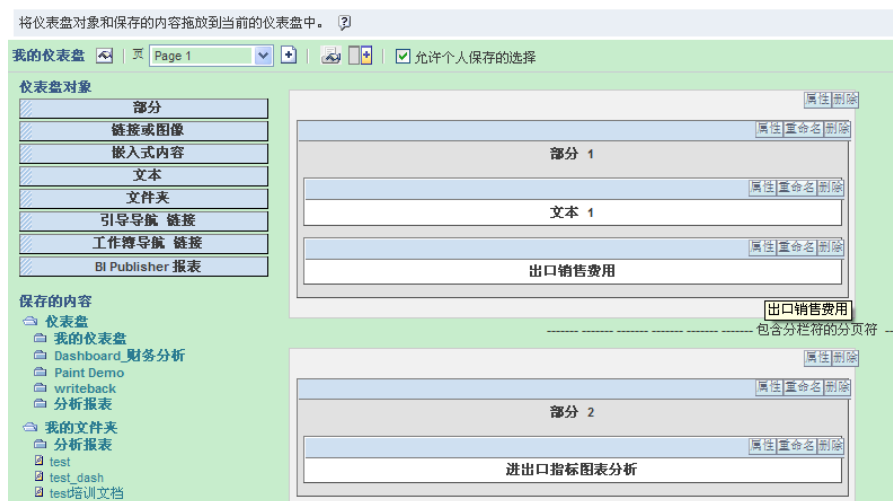 将仪表盘对象和保存的内容拖放到当前的仪表盘中。
我的仪表盘 页 Page 1 允许个人保存的选择
仪表盘对象
部分
链接或图像
嵌入式内容
文本
文件夹
引导导航 链接
工作簿导航 链接
BI Publisher 报表
保存的内容
仪表盘
我的仪表盘
Dashboard_财务分析
Paint Demo
writeback
分析报表
我的文件夹
分析报表
test
test_dash
test培训文档
属性 删除
属性 重命名 删除
部分 1
属性 重命名 删除
文本 1
属性 重命名 删除
出口销售费用
出口销售费用
包含分栏符的分页符
属性 删除
属性 重命名 删除
部分 2
属性 重命名 删除
进出口指标图表分析